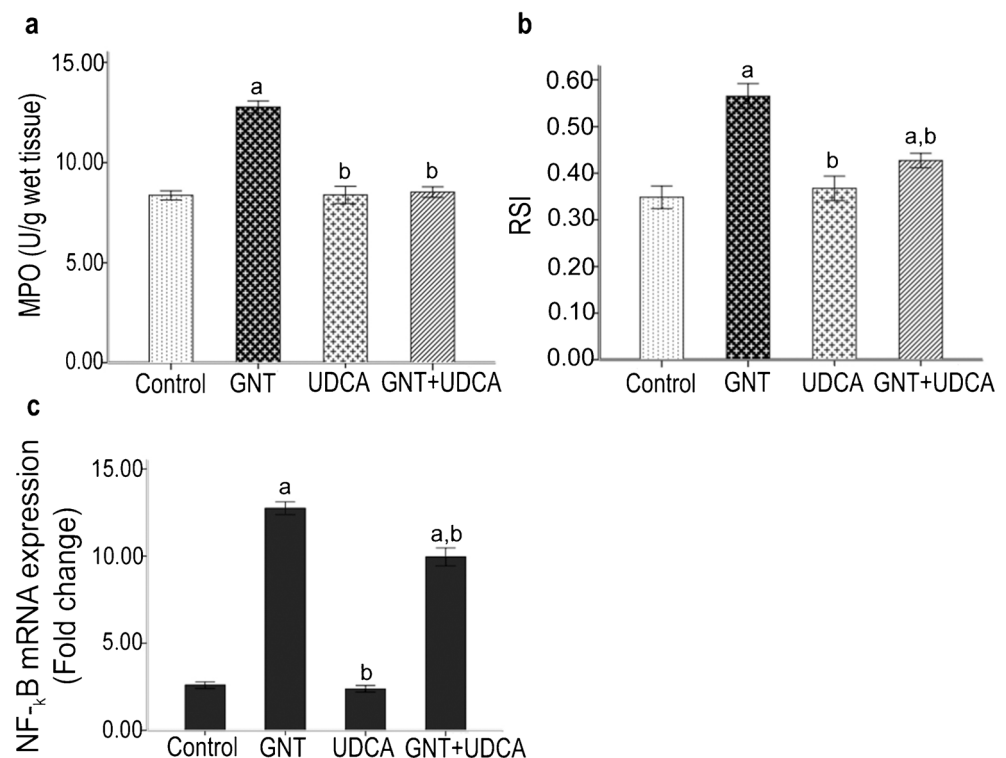 a
MPO (U/g wet tissue)
15.00
10.00
5.00
0.00
a
b
b
Control GNT UDCA GNT+UDCA
b
RSI
0.60
0.50
0.40
0.30
0.20
0.10
0.00
a
b
a,b
Control GNT UDCA GNT+UDCA
c
NF-kB mRNA expression
(Fold change)
15.00
10.00
5.00
0.00
a
b
a,b
Control GNT UDCA GNT+UDCA